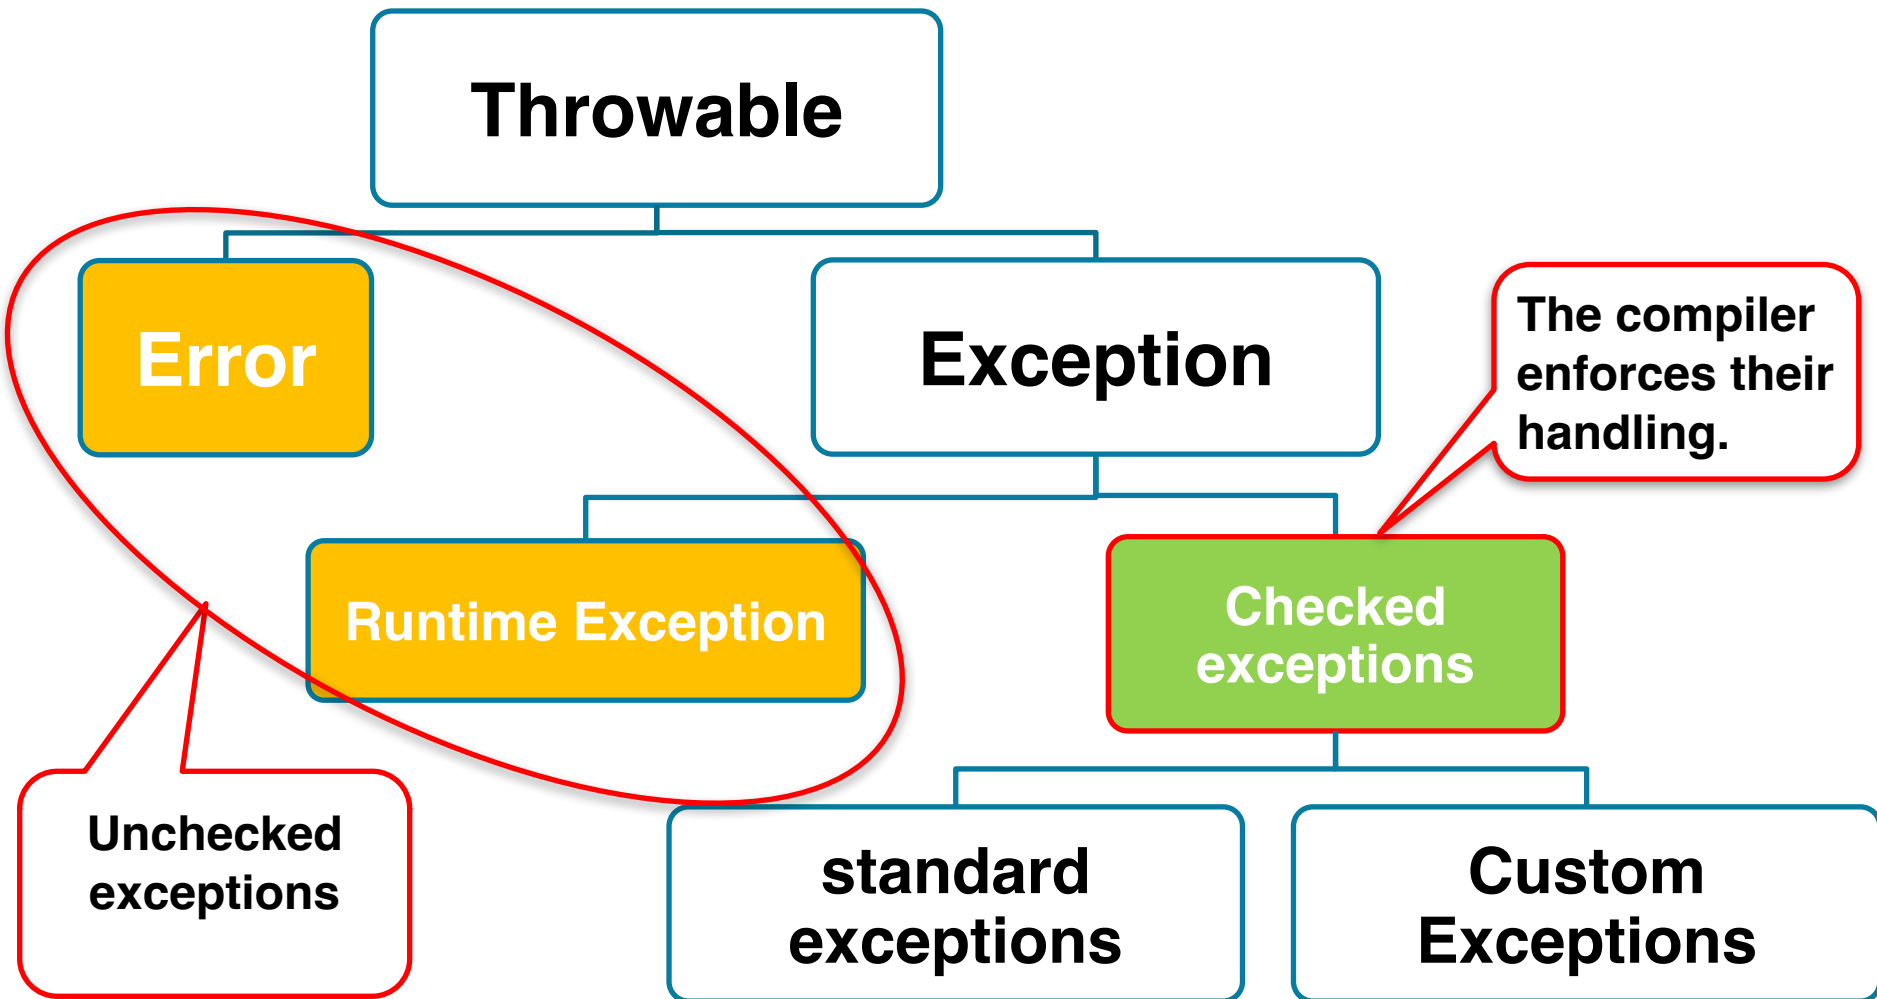 Throwable
Error
Exception
The compiler
enforces their
handling.
Runtime Exception
Checked
exceptions
Unchecked
exceptions
standard
exceptions
Custom
Exceptions